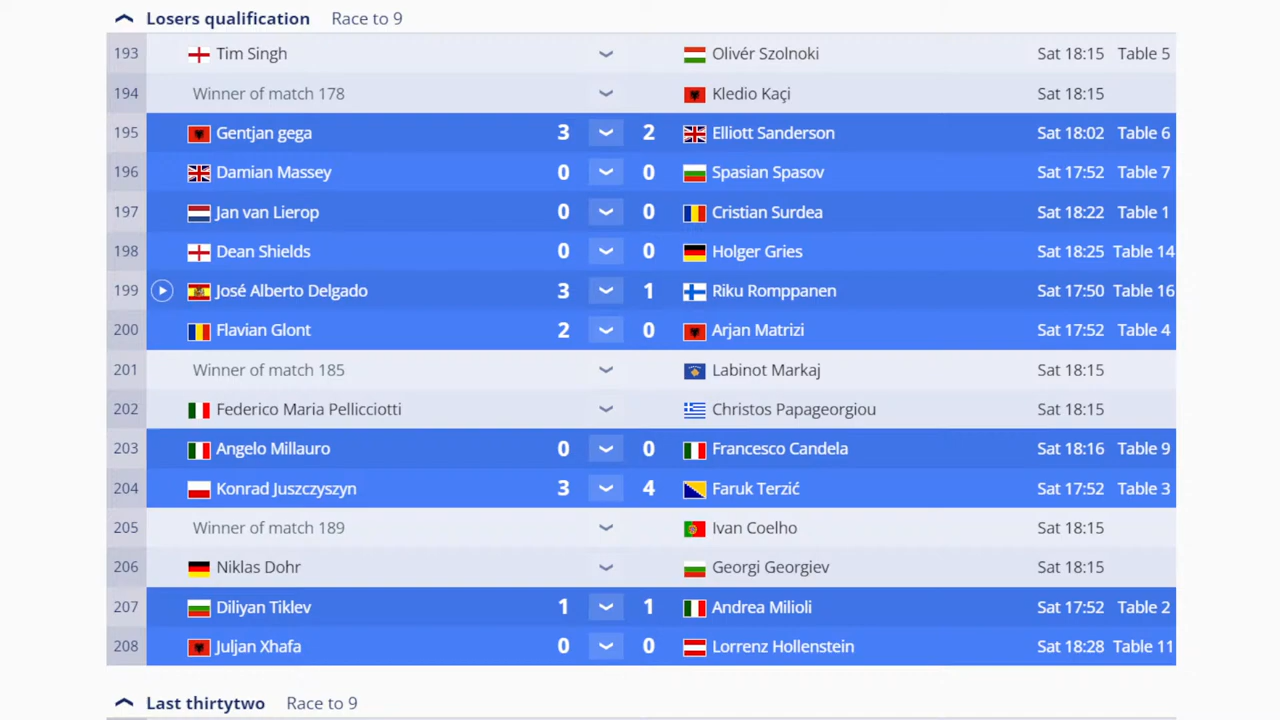 Losers qualification Race to 9
193 Tim Singh Olivér Szolnoki Sat 18:15 Table 5
194 Winner of match 178 Kledio Kaçi Sat 18:15
195 Gentjan gega 3 2 Elliott Sanderson Sat 18:02 Table 6
196 Damian Massey 0 0 Spasian Spasov Sat 17:52 Table 7
197 Jan van Lierop 0 0 Cristian Surdea Sat 18:22 Table 1
198 Dean Shields 0 0 Holger Gries Sat 18:25 Table 14
199 José Alberto Delgado 3 1 Riku Romppanen Sat 17:50 Table 16
200 Flavian Glont 2 0 Arjan Matrizi Sat 17:52 Table 4
201 Winner of match 185 Labinot Markaj Sat 18:15
202 Federico Maria Pellicciotti Christos Papageorgiou Sat 18:15
203 Angelo Millauro 0 0 Francesco Candela Sat 18:16 Table 9
204 Konrad Juszczyszyn 3 4 Faruk Terzić Sat 17:52 Table 3
205 Winner of match 189 Ivan Coelho Sat 18:15
206 Niklas Dohr Georgi Georgiev Sat 18:15
207 Diliyan Tiklev 1 1 Andrea Milioli Sat 17:52 Table 2
208 Juljan Xhafa 0 0 Lorrenz Hollenstein Sat 18:28 Table 11
Last thirtytwo Race to 9